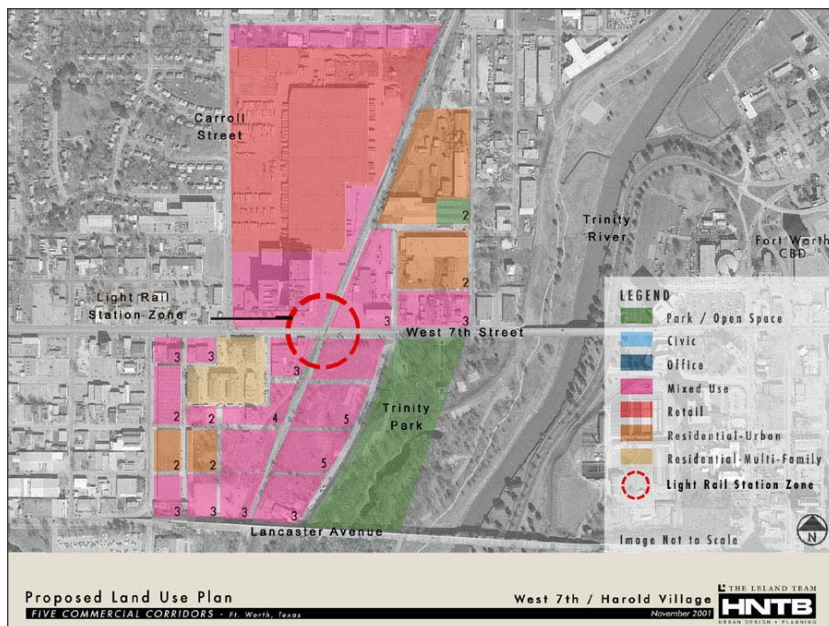 Carroll
Street
2
Trinity
River
Fort Worth
CBD
2
Light Rail
Station Zone
3
3
West 7th Street
LEGEND
Park / Open Space
Civic
Office
Mixed Use
Retail
Residential-Urban
Residential-Multi-Family
Light Rail Station Zone
Image Not to Scale
N
3
3
3
2
2
4
5
Trinity
Park
2
2
5
3
3
3
3
Lancaster Avenue
Proposed Land Use Plan
FIVE COMMERCIAL CORRIDORS - Ft. Worth, Texas
West 7th / Harold Village
November 2001
THE LELAND TEAM
HNTB
URBAN DESIGN + PLANNING